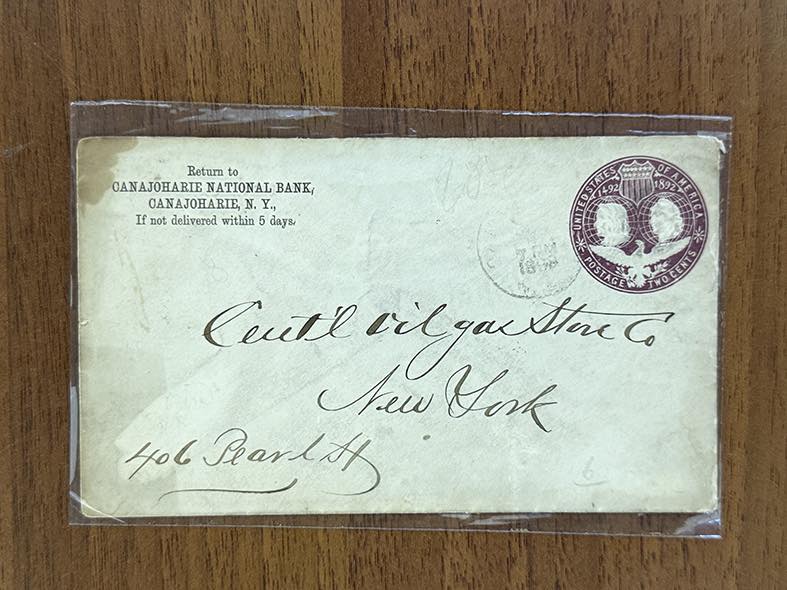 Return to
CANAJOHARIE NATIONAL BANK,
CANAJOHARIE, N. Y.,
If not delivered within 5 days.
UNITED STATES OF AMERICA
1492 1892
POSTAGE TWO CENTS
Cent'l Oil gas Stove Co
New York
406 Pearl St
6